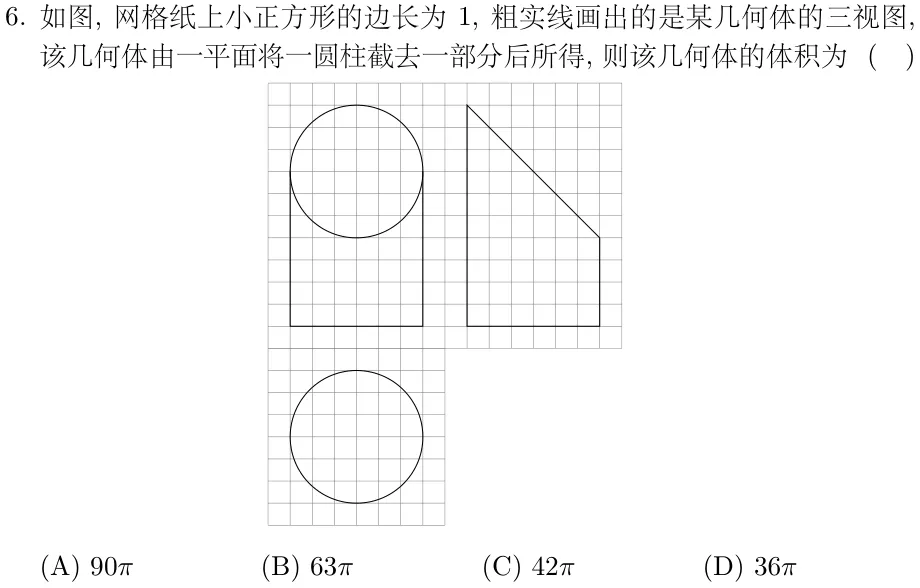 6. 如图, 网格纸上小正方形的边长为 1, 粗实线画出的是某几何体的三视图,
该几何体由一平面将一圆柱截去一部分后所得, 则该几何体的体积为 ( )
(A) 90π (B) 63π (C) 42π (D) 36π